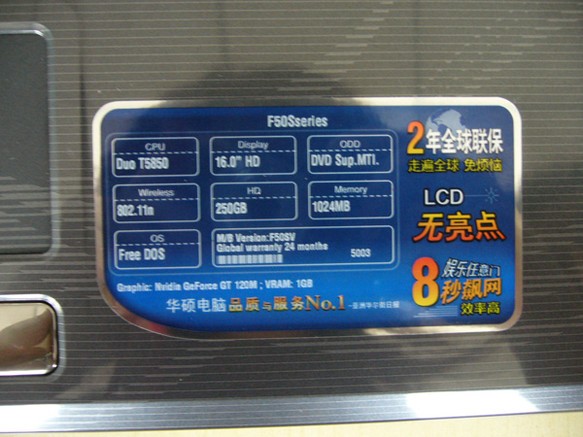 F50Sseries
CPU
Duo T5850
Display
16.0" HD
ODD
DVD Sup.MTI.
Wireless
802.11n
HQ
250GB
Memory
1024MB
OS
Free DOS
M/B Version:F50SV
Global warranty 24 months
5003
Graphic: Nvidia GeForce GT 120M ; VRAM: 1GB
华硕电脑 品质与服务No.1
2年全球联保
走遍全球 免烦恼
LCD
无亮点
娱乐任意门
8秒飙网
效率高